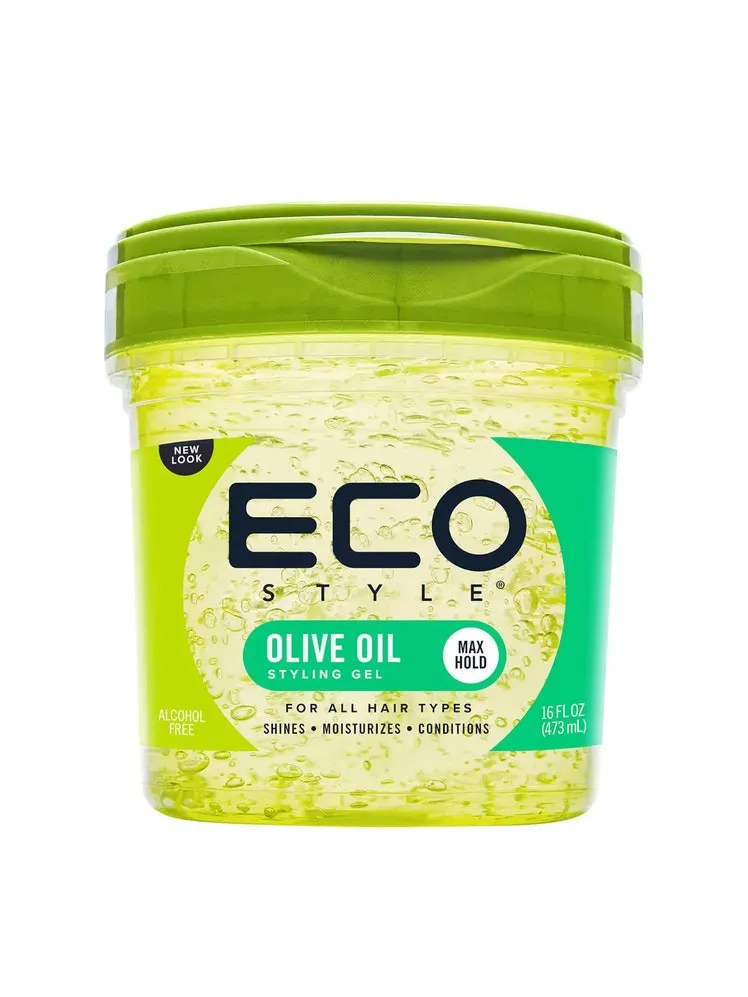 NEW
LOOK
ECO
STYLE®
OLIVE OIL
STYLING GEL
MAX
HOLD
FOR ALL HAIR TYPES
SHINES • MOISTURIZES • CONDITIONS
ALCOHOL
FREE
16 FL OZ
(473 mL)